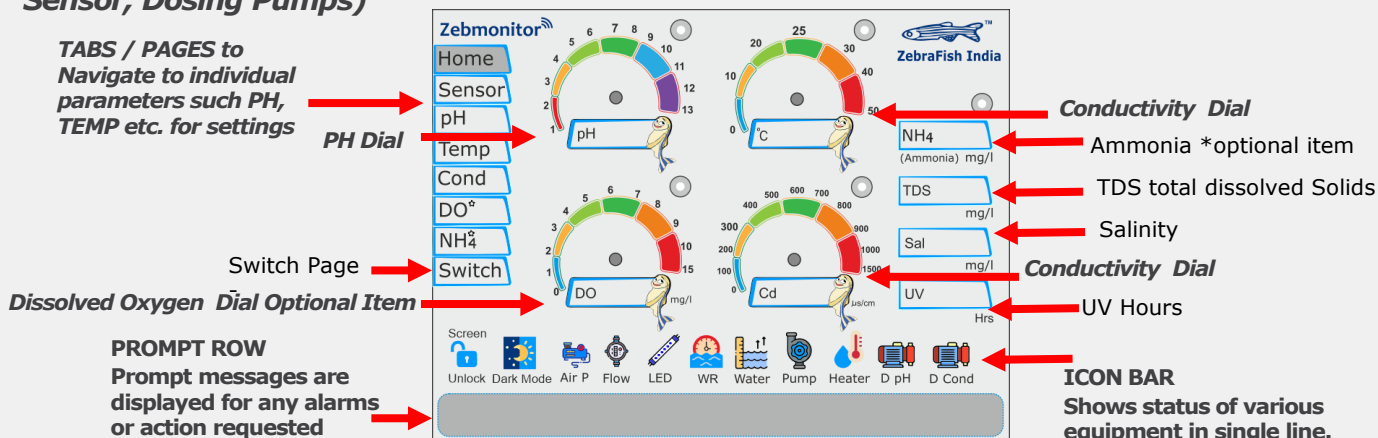 Sensor, Dosing Pumps)
TABS / PAGES to
Navigate to individual
parameters such PH,
TEMP etc. for settings
PH Dial
Switch Page
Dissolved Oxygen Dial Optional Item
PROMPT ROW
Prompt messages are
displayed for any alarms
or action requested
Zebmonitor
Home
Sensor
pH
Temp
Cond
DO*
NH4*
Switch
1 2 3 4 5 6 7 8 9 10 11 12 13
pH
0 10 20 25 30 40 50
°C
0 1 2 3 4 5 6 7 8 9 10 15
DO
mg/l
0 100 200 300 400 500 600 700 800 900 1000 1500
Cd
µs/cm
TM
ZebraFish India
NH4
(Ammonia) mg/l
TDS
mg/l
Sal
mg/l
UV
Hrs
Conductivity Dial
Ammonia *optional item
TDS total dissolved Solids
Salinity
Conductivity Dial
UV Hours
Screen
Unlock Dark Mode Air P Flow LED WR Water Pump Heater D pH D Cond
ICON BAR
Shows status of various
equipment in single line.